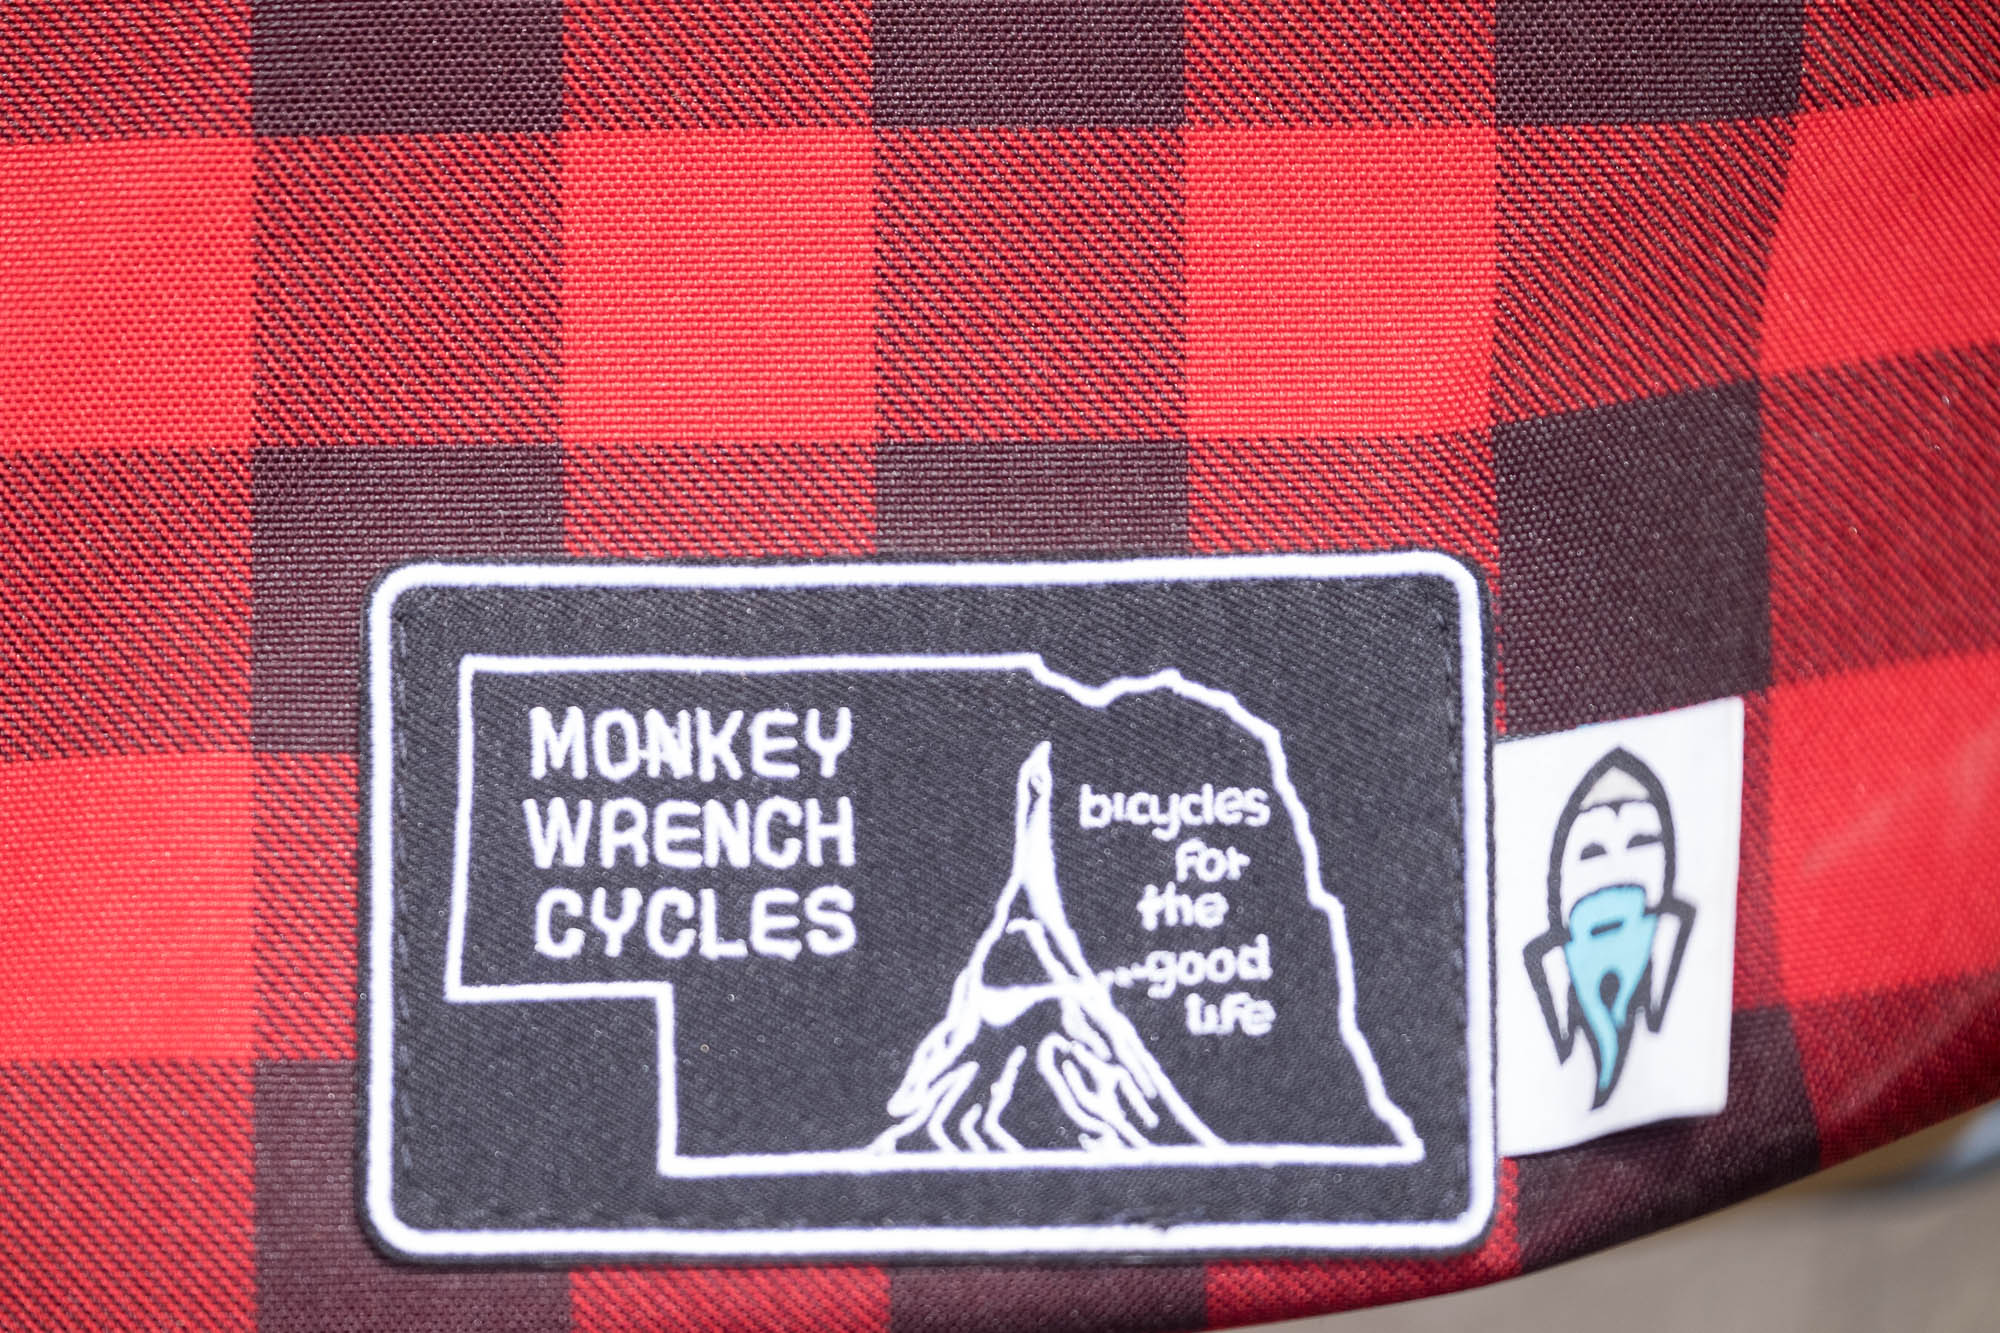 MONKEY
WRENCH
CYCLES
bicycles
for
the
good
life